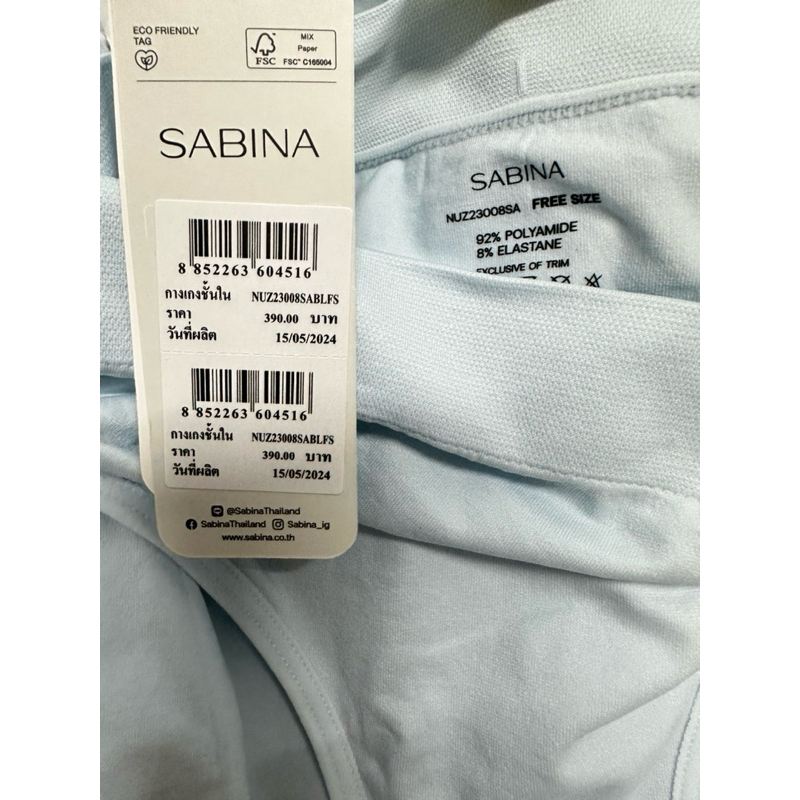 ECO FRIENDLY
TAG
FSC
MIX
Paper
FSC™ C165004
SABINA
8 852263 604516
กางเกงชั้นใน NUZ23008SABLFS
ราคา 390.00 บาท
วันที่ผลิต 15/05/2024
8 852263 604516
กางเกงชั้นใน NUZ23008SABLFS
ราคา 390.00 บาท
วันที่ผลิต 15/05/2024
@SabinaThailand
SabinaThailand Sabina_ig
www.sabina.co.th
SABINA
NUZ23008SA FREE SIZE
92% POLYAMIDE
8% ELASTANE
EXCLUSIVE OF TRIM